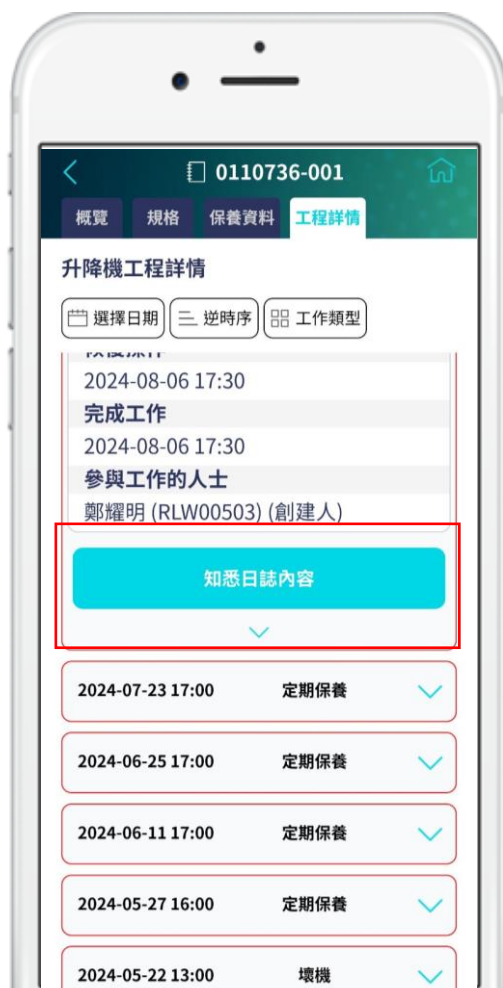 0110736-001
概覽 規格 保養資料 工程詳情
升降機工程詳情
選擇日期 逆時序 工作類型
2024-08-06 17:30
完成工作
2024-08-06 17:30
參與工作的人士
鄭耀明 (RLW00503) (創建人)
知悉日誌內容
2024-07-23 17:00 定期保養
2024-06-25 17:00 定期保養
2024-06-11 17:00 定期保養
2024-05-27 16:00 定期保養
2024-05-22 13:00 壞機